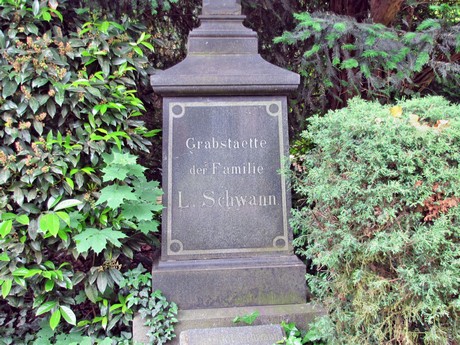 Grabstaette
der Familie
L. Schwann